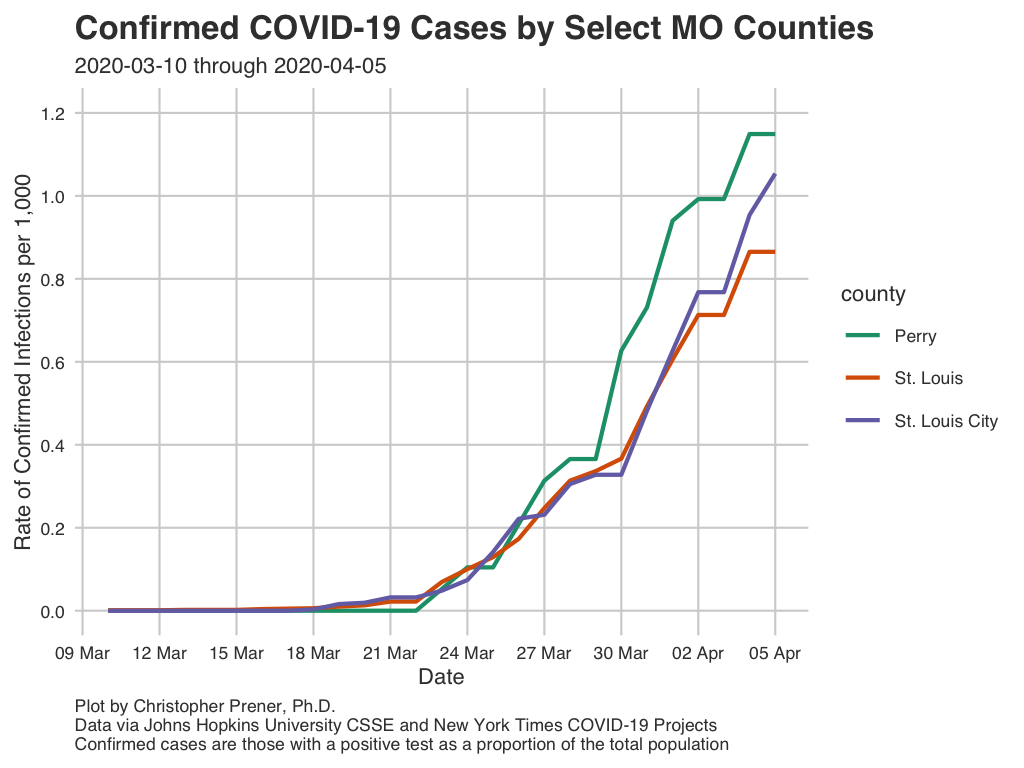 Confirmed COVID-19 Cases by Select MO Counties
2020-03-10 through 2020-04-05
Rate of Confirmed Infections per 1,000
1.2
1.0
0.8
0.6
0.4
0.2
0.0
09 Mar 12 Mar 15 Mar 18 Mar 21 Mar 24 Mar 27 Mar 30 Mar 02 Apr 05 Apr
Date
county
Perry
St. Louis
St. Louis City
Plot by Christopher Prener, Ph.D.
Data via Johns Hopkins University CSSE and New York Times COVID-19 Projects
Confirmed cases are those with a positive test as a proportion of the total population